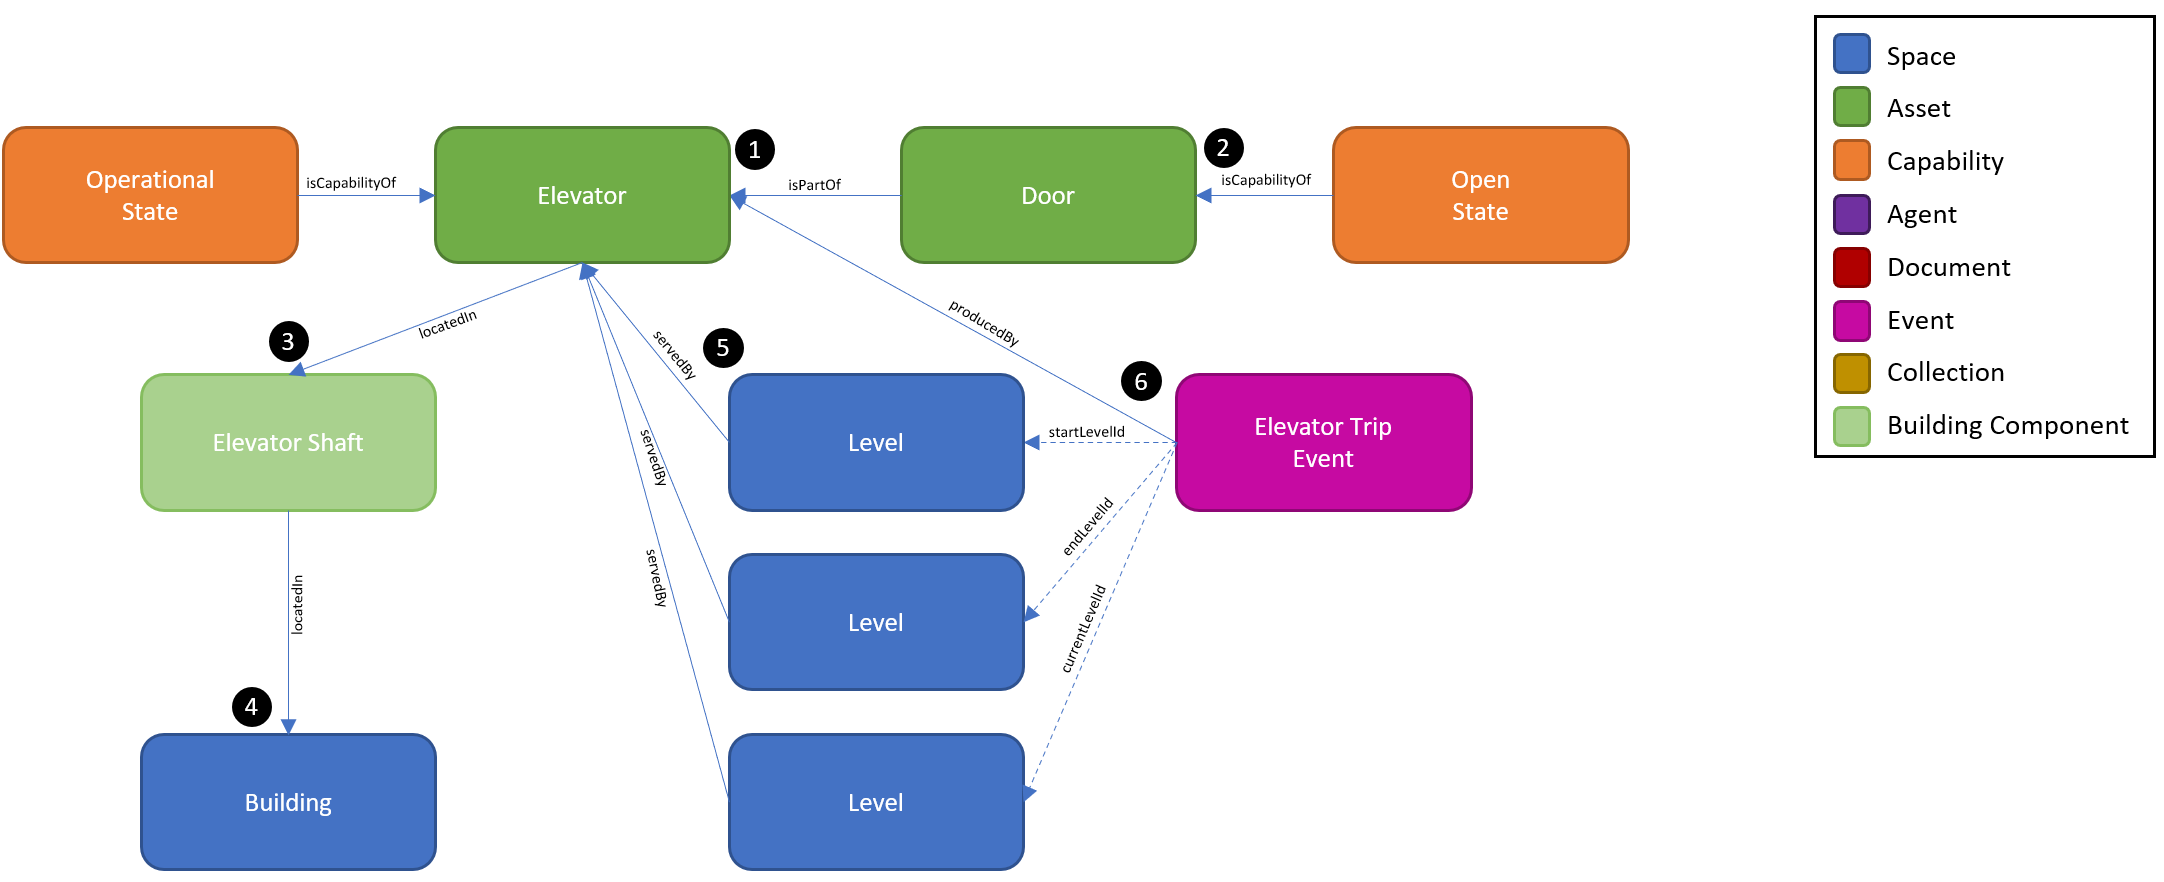 Operational
State
isCapabilityOf
Elevator
1
isPartOf
Door
2
isCapabilityOf
Open
State
locatedIn
3
Elevator Shaft
locatedIn
4
Building
servedBy
servedBy
servedBy
5
Level
Level
Level
producedBy
6
startLevelId
endLevelId
currentLevelId
Elevator Trip
Event
Space
Asset
Capability
Agent
Document
Event
Collection
Building Component